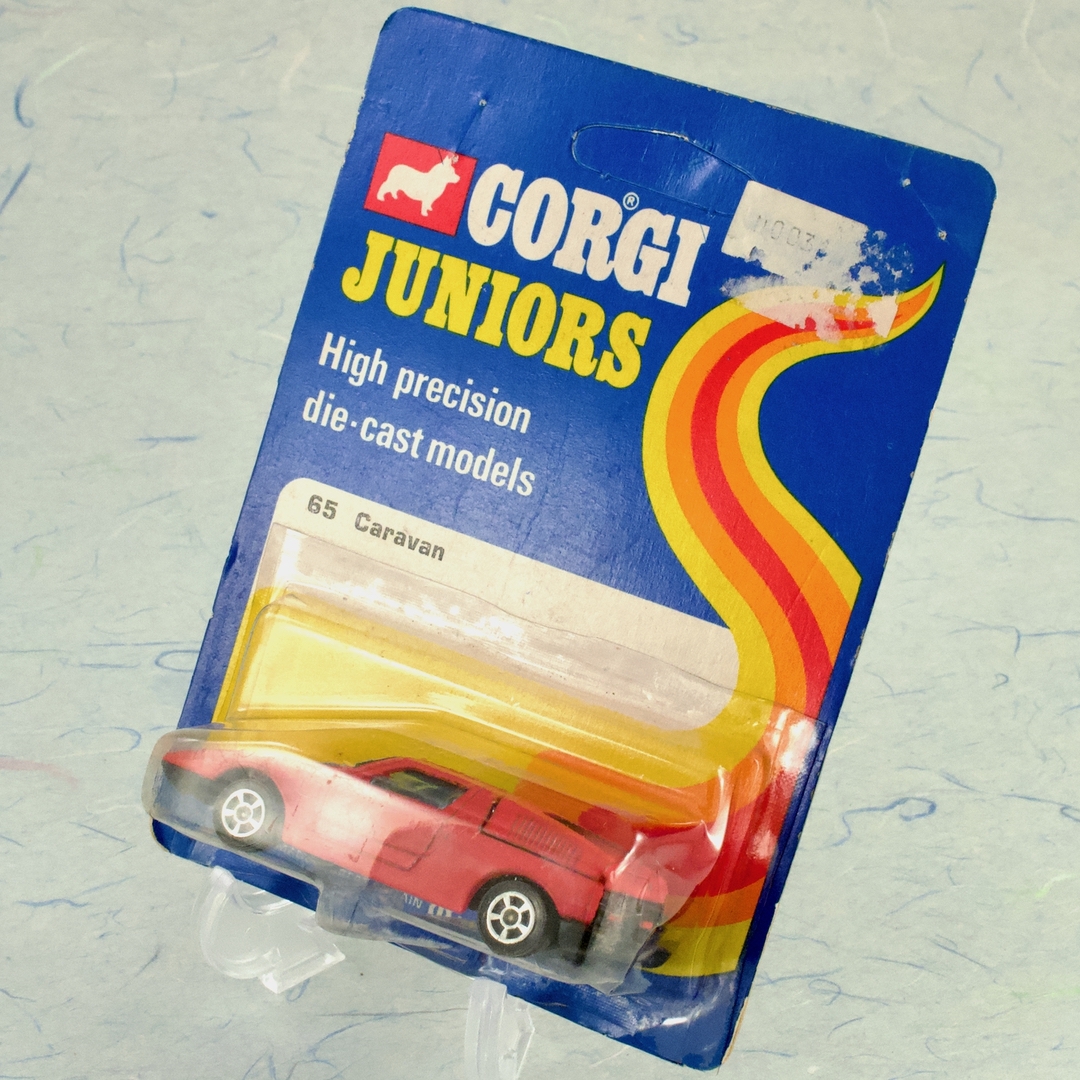 CORGI®
JUNIORS
High precision
die-cast models
65 Caravan